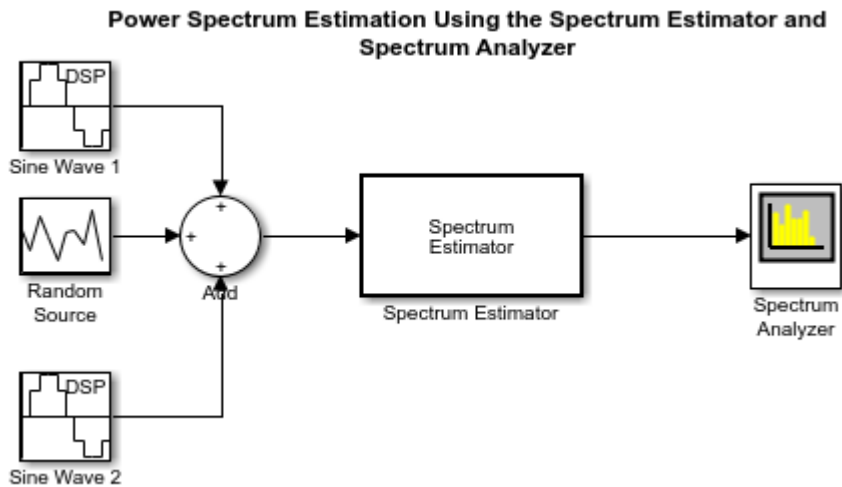 Power Spectrum Estimation Using the Spectrum Estimator and
Spectrum Analyzer
DSP
Sine Wave 1
Random
Source
+
+
+
Add
Spectrum
Estimator
Spectrum Estimator
Spectrum
Analyzer
DSP
Sine Wave 2